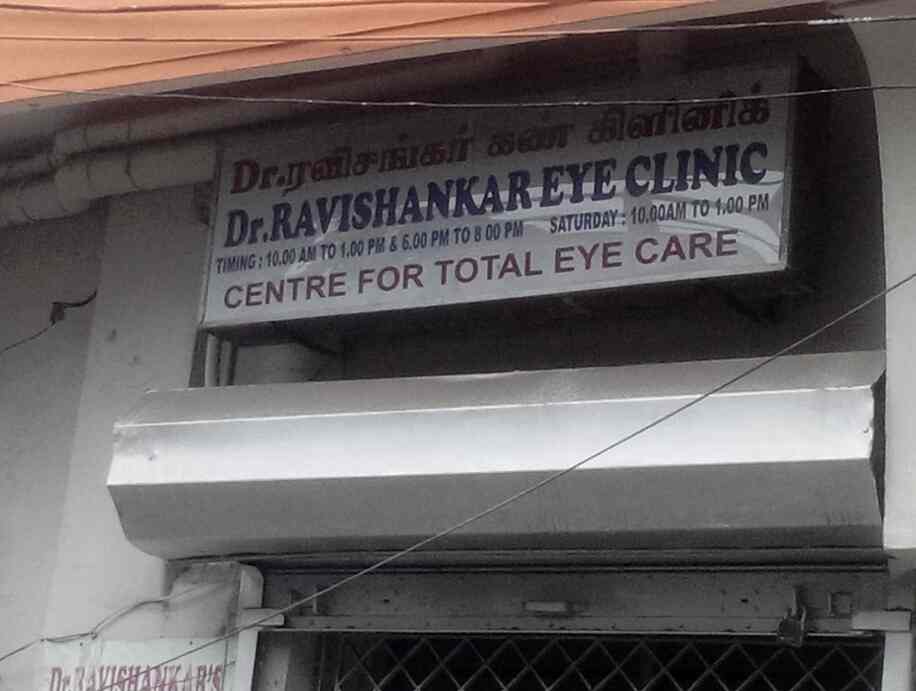 Dr.ரவிசங்கர் கண் கிளினிக்
Dr.RAVISHANKAR EYE CLINIC
TIMING : 10.00 AM TO 1.00 PM & 6.00 PM TO 8 00 PM SATURDAY : 10.00AM TO 1.00 PM
CENTRE FOR TOTAL EYE CARE
Dr.RAVISHANKAR'S